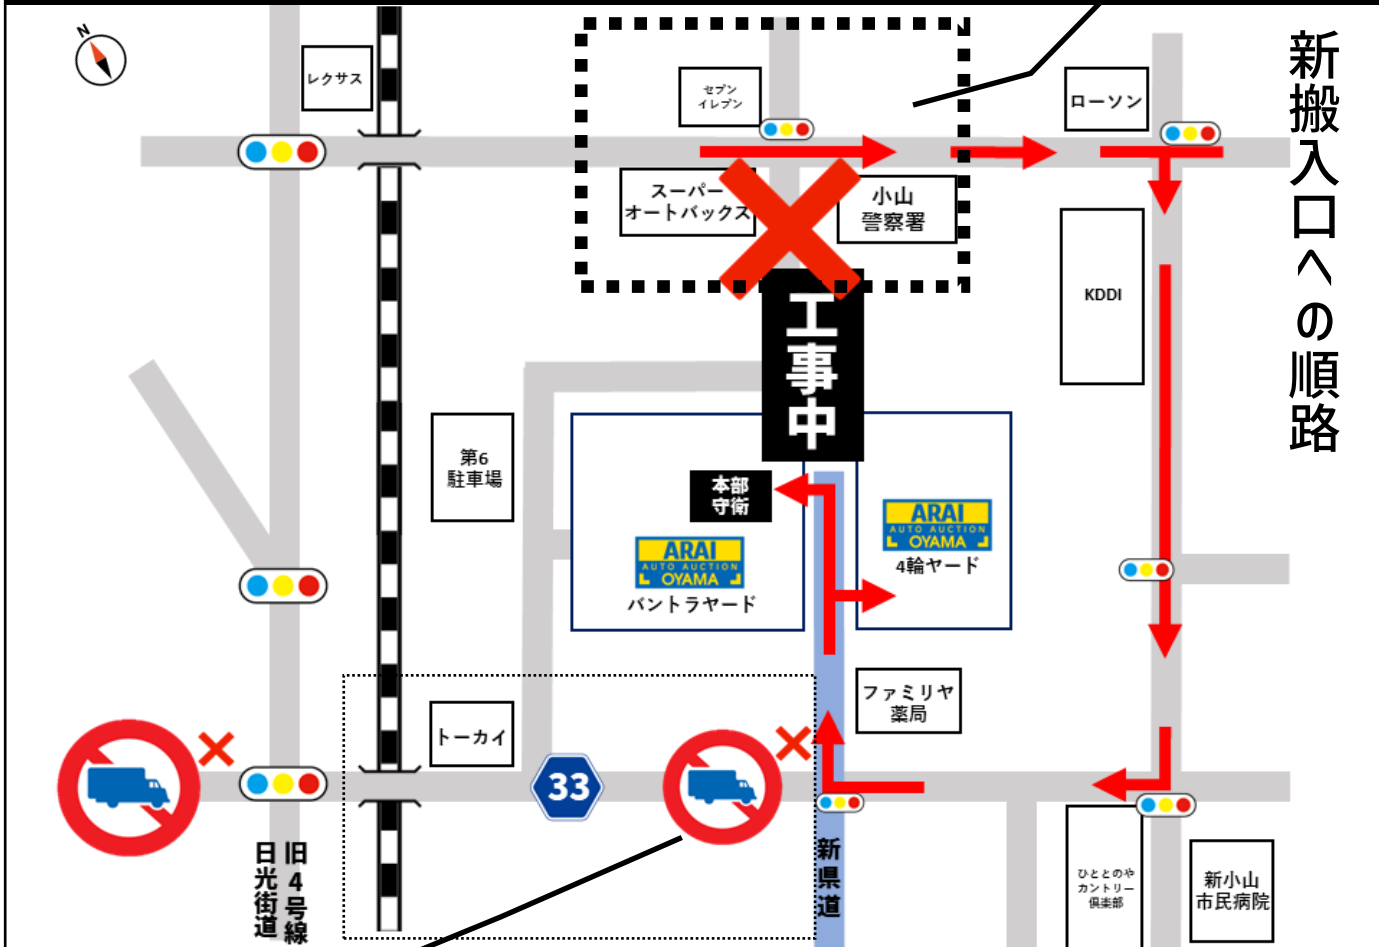 新搬入口への順路
N
レクサス
セブン
イレブン
ローソン
スーパー
オートバックス
小山
警察署
KDDI
工事中
第6
駐車場
本部
守衛
ARAI
AUTO AUCTION
OYAMA
バントラヤード
ARAI
AUTO AUCTION
OYAMA
4輪ヤード
ファミリヤ
薬局
トーカイ
33
旧4号線
日光街道
新県道
ひととのや
カントリー
倶楽部
新小山
市民病院